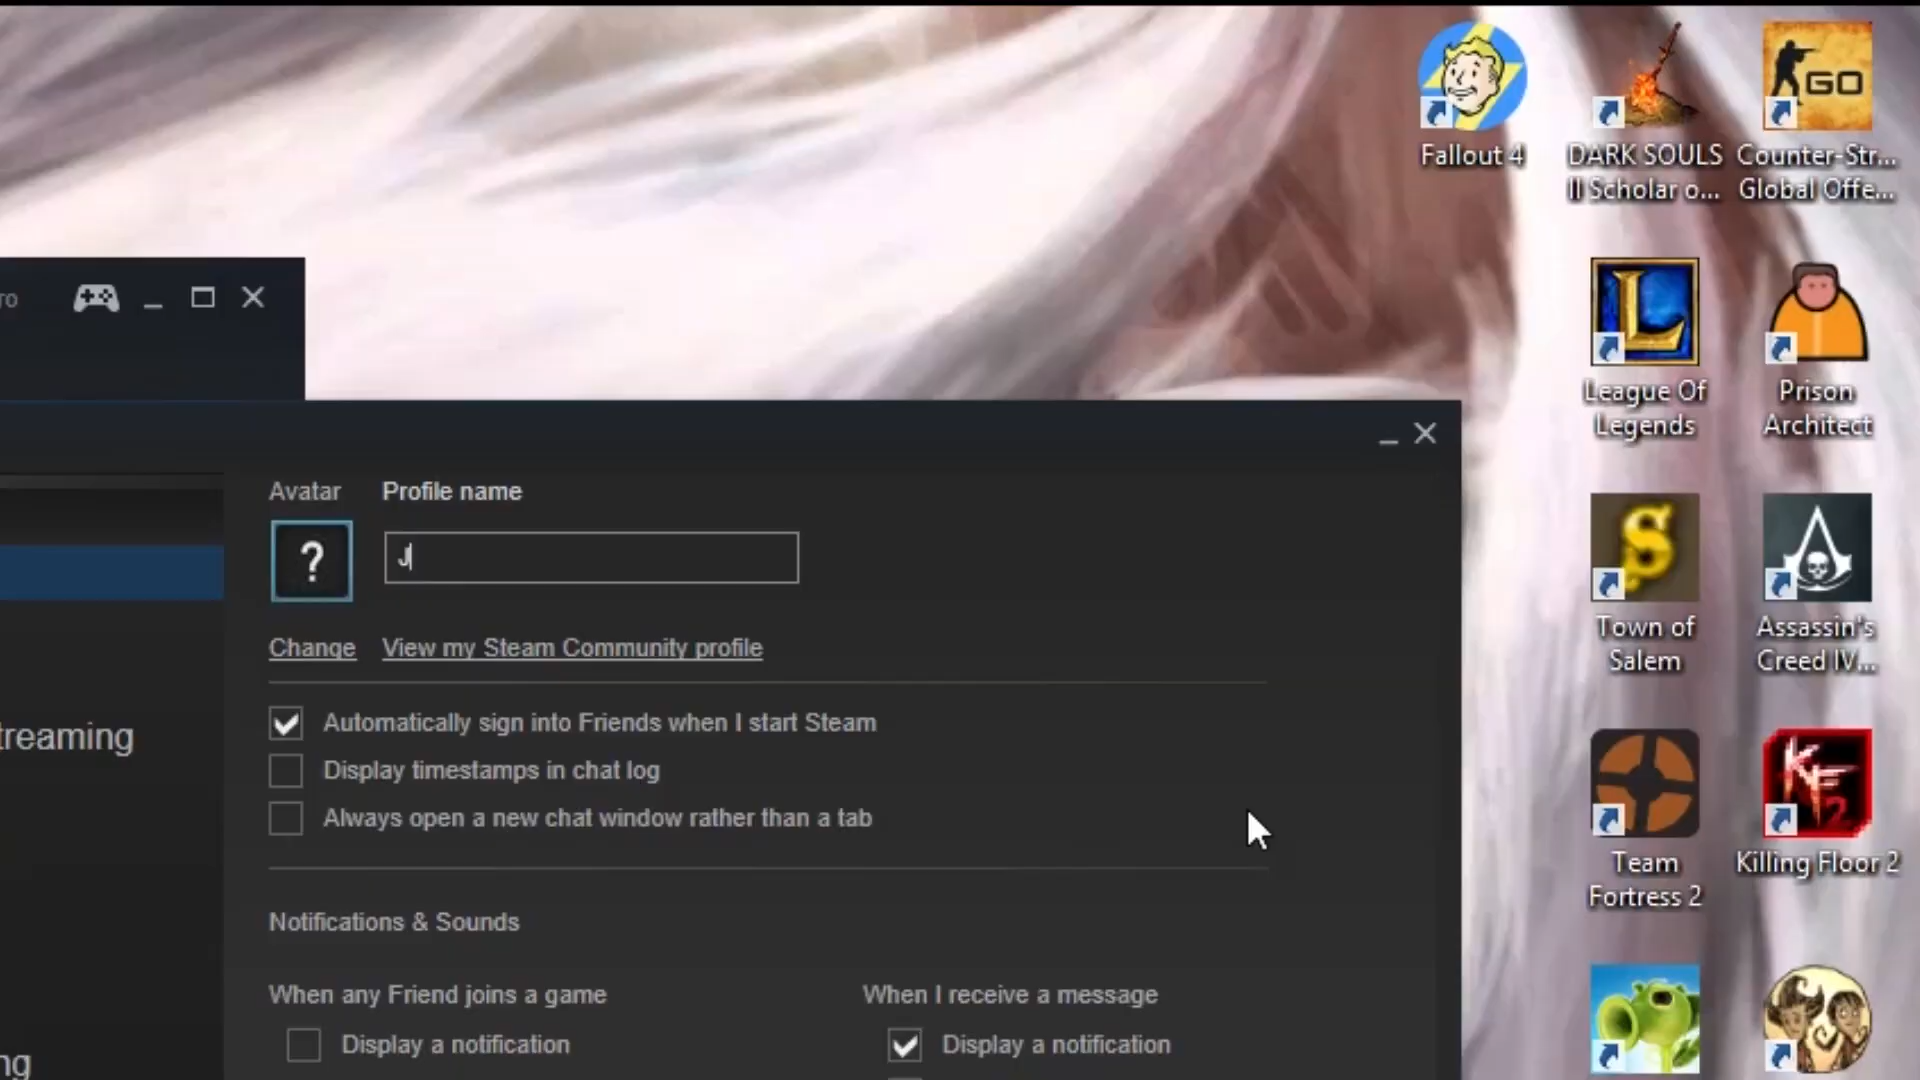 Fallout 4
DARK SOULS
II Scholar o...
Counter-Str...
Global Offe...
GO
ro
League Of
Legends
Prison
Architect
Avatar
Profile name
?
J
Change
View my Steam Community profile
Town of
Salem
Assassin's
Creed IV...
Automatically sign into Friends when I start Steam
treaming
Display timestamps in chat log
Always open a new chat window rather than a tab
KF2
Team
Fortress 2
Killing Floor 2
Notifications & Sounds
When any Friend joins a game
When I receive a message
Display a notification
Display a notification
ng